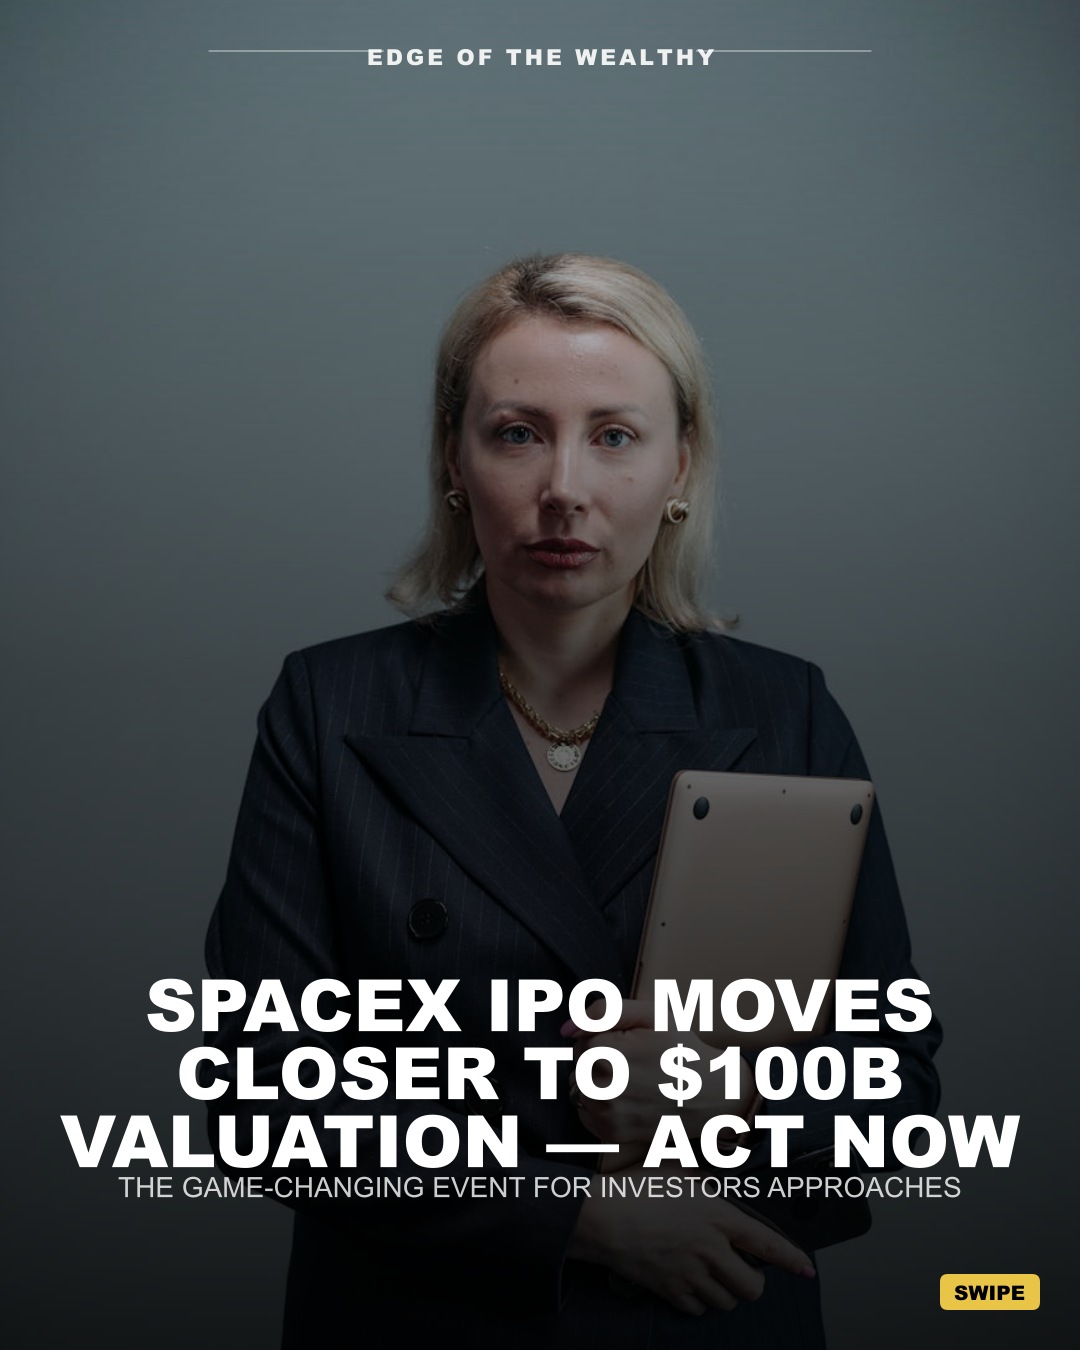 EDGE OF THE WEALTHY
SPACEX IPO MOVES
CLOSER TO $100B
VALUATION — ACT NOW
THE GAME-CHANGING EVENT FOR INVESTORS APPROACHES
SWIPE